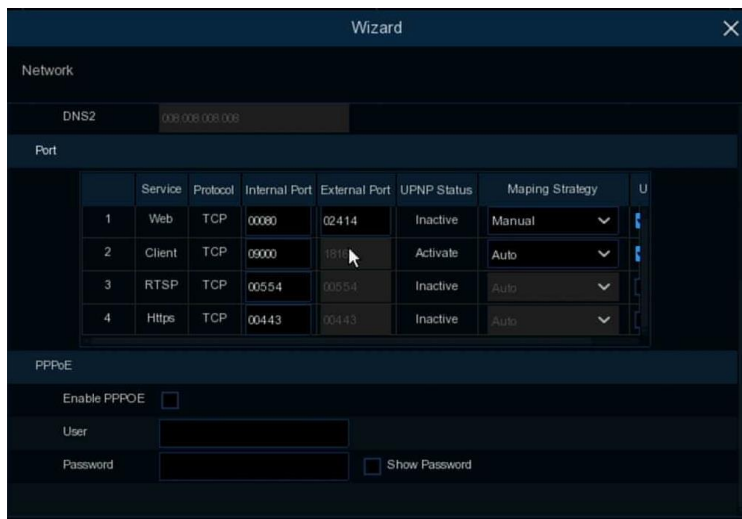 Wizard
Network
DNS2 008.008.008.008
Port
Service Protocol Internal Port External Port UPNP Status Maping Strategy U
1 Web TCP 00080 02414 Inactive Manual
2 Client TCP 09000 1816 Activate Auto
3 RTSP TCP 00554 00554 Inactive Auto
4 Https TCP 00443 00443 Inactive Auto
PPPoE
Enable PPPOE
User
Password Show Password